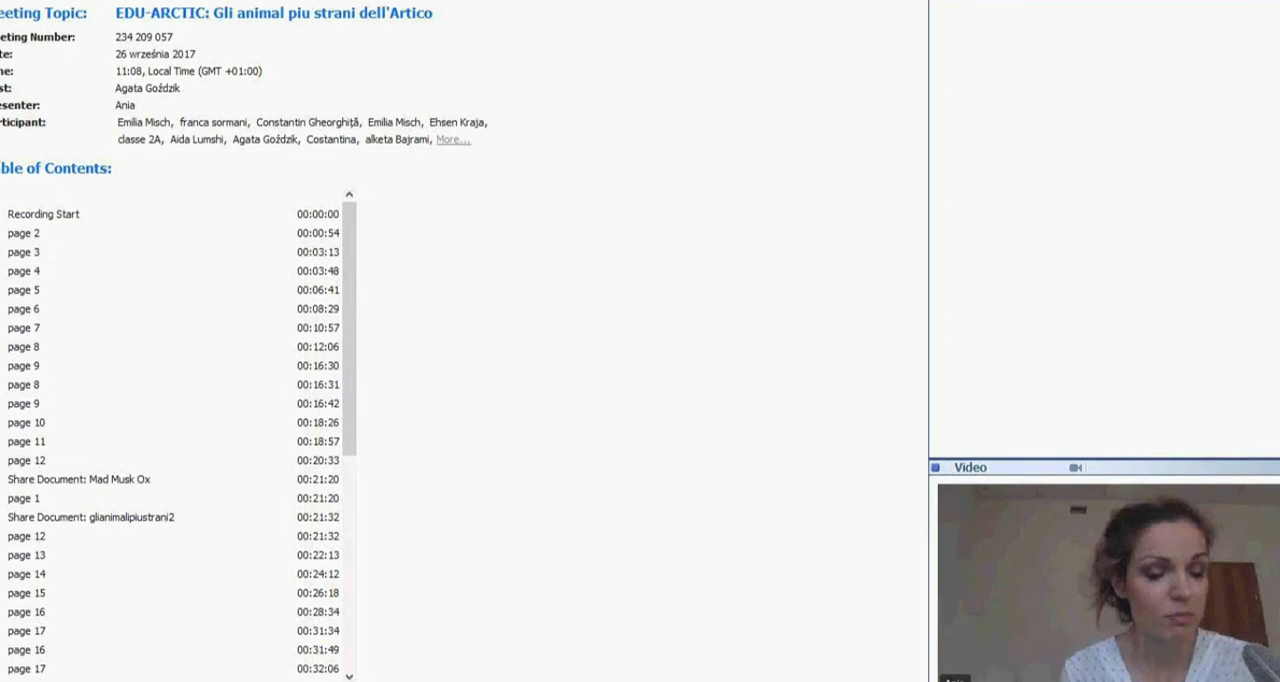 eeting Topic: EDU-ARCTIC: Gli animal piu strani dell'Artico
eting Number: 234 209 057
te: 26 września 2017
ne: 11:08, Local Time (GMT +01:00)
st: Agata Goździk
senter: Ania
rticipant: Emilia Misch, franca sormani, Constantin Gheorghiță, Emilia Misch, Ehsen Kraja,
classe 2A, Aida Lumshi, Agata Goździk, Costantina, alketa Bajrami, More...
ble of Contents:
Recording Start 00:00:00
page 2 00:00:54
page 3 00:03:13
page 4 00:03:48
page 5 00:06:41
page 6 00:08:29
page 7 00:10:57
page 8 00:12:06
page 9 00:16:30
page 8 00:16:31
page 9 00:16:42
page 10 00:18:26
page 11 00:18:57
page 12 00:20:33
Share Document: Mad Musk Ox 00:21:20
page 1 00:21:20
Share Document: glianimalipiustrani2 00:21:32
page 12 00:21:32
page 13 00:22:13
page 14 00:24:12
page 15 00:26:18
page 16 00:28:34
page 17 00:31:34
page 16 00:31:49
page 17 00:32:06
Video